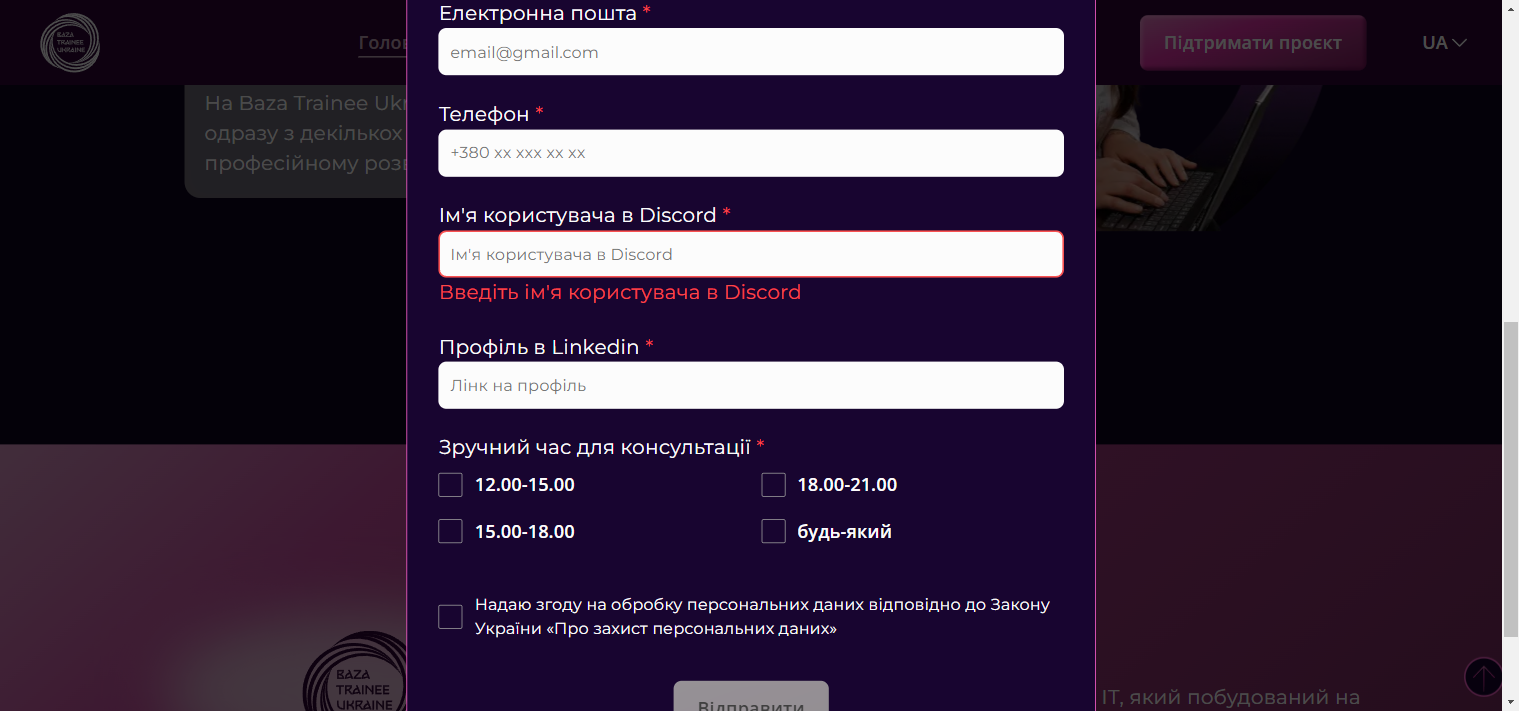 BAZA
TRAINEE
UKRAINE
Голов
Підтримати проєкт
UA
На Baza Trainee Ukr
одразу з декількох
професійному розв
Електронна пошта *
email@gmail.com
Телефон *
+380 xx xxx xx xx
Ім'я користувача в Discord *
Ім'я користувача в Discord
Введіть ім'я користувача в Discord
Профіль в Linkedin *
Лінк на профіль
Зручний час для консультації *
12.00-15.00
18.00-21.00
15.00-18.00
будь-який
Надаю згоду на обробку персональних даних відповідно до Закону
України «Про захист персональних даних»
Відправити
BAZA
TRAINEE
UKRAINE
ІТ, який побудований на